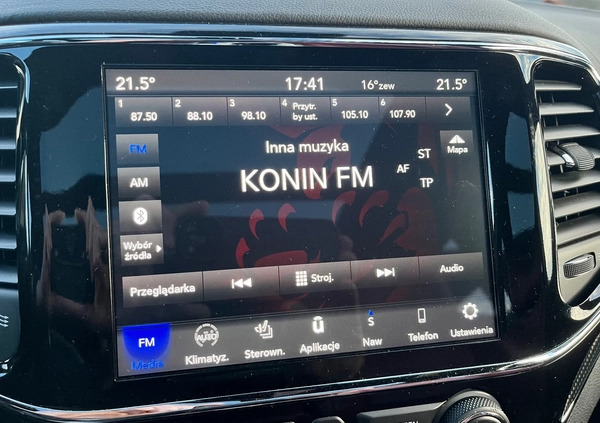 21.5° 17:41 16°zew 21.5°
1 2 3 4 Przytr. 5 6
87.50 88.10 98.10 by ust. 105.10 107.90
FM Inna muzyka ST Mapa
KONIN FM AF
AM TP
Wybór
źródła
Przeglądarka Stroj. Audio
FM S
Media Klimatyz. Sterown. Aplikacje Naw Telefon Ustawienia